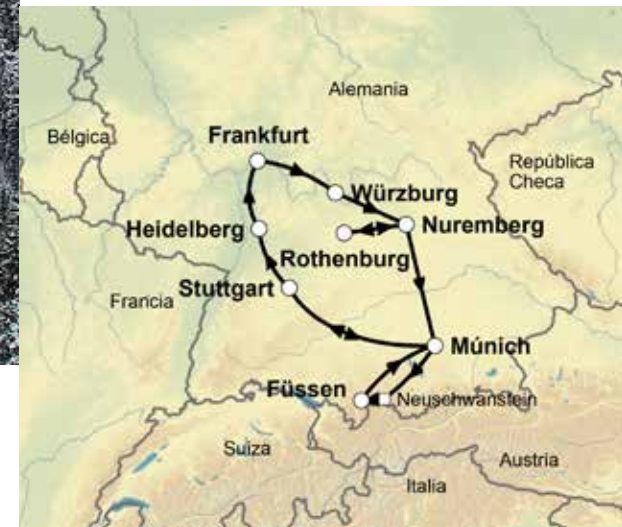 Alemania
Bélgica
Frankfurt
República
Checa
Würzburg
Heidelberg
Nuremberg
Rothenburg
Stuttgart
Francia
Múnich
Füssen
Neuschwanstein
Suiza
Austria
Italia